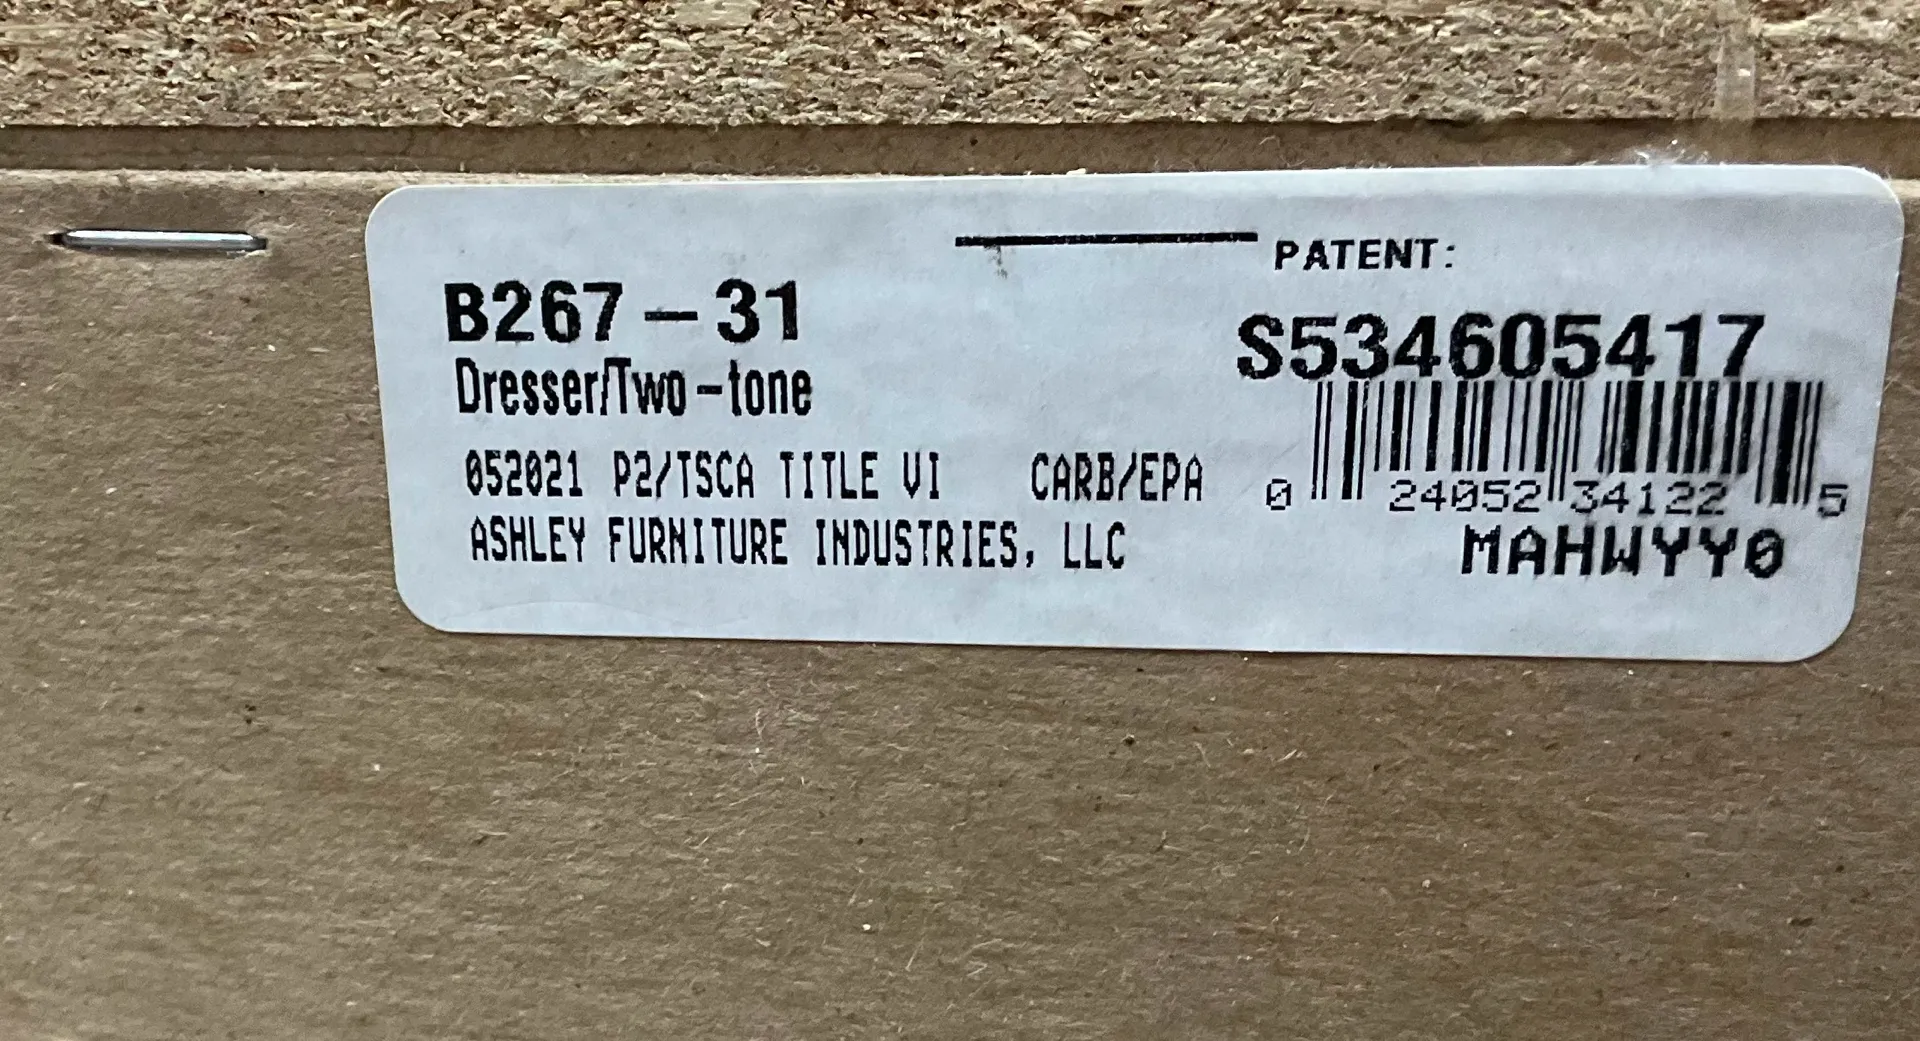 PATENT:
B267-31
S534605417
Dresser/Two-tone
052021 P2/TSCA TITLE VI CARB/EPA
0 24052 34122 5
ASHLEY FURNITURE INDUSTRIES, LLC
MAHWYY0